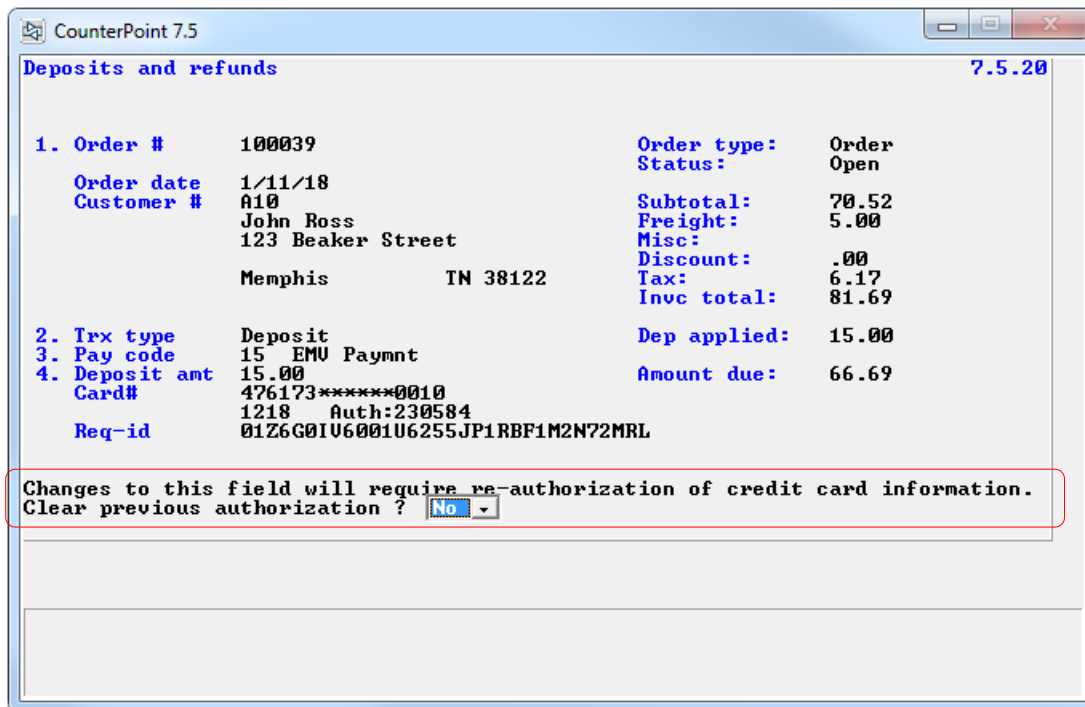 CounterPoint 7.5
Deposits and refunds 7.5.20
1. Order # 100039 Order type: Order
Status: Open
Order date 1/11/18
Customer # A10 Subtotal: 70.52
John Ross Freight: 5.00
123 Beaker Street Misc:
Discount: .00
Memphis TN 38122 Tax: 6.17
Invc total: 81.69
2. Trx type Deposit Dep applied: 15.00
3. Pay code 15 EMV Paymnt
4. Deposit amt 15.00 Amount due: 66.69
Card# 476173******0010
1218 Auth:230584
Req-id 01Z6G0IV6001U6255JP1RBF1M2N72MRL
Changes to this field will require re-authorization of credit card information.
Clear previous authorization ? No